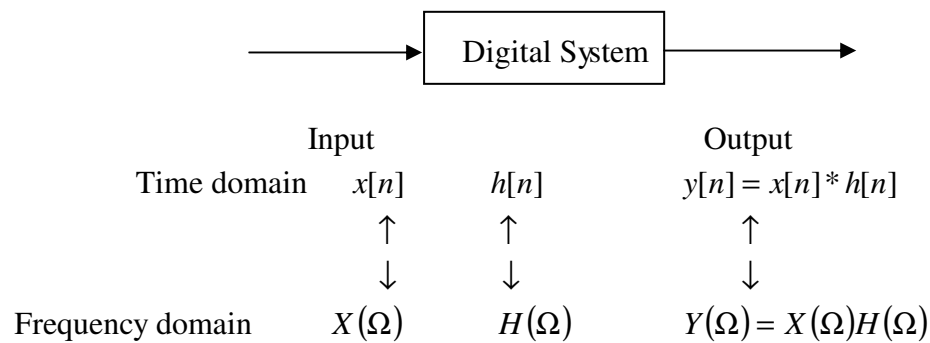 Digital System
Input Output
Time domain x[n] h[n] y[n] = x[n] * h[n]
↑ ↑ ↑
↓ ↓ ↓
Frequency domain X(Ω) H(Ω) Y(Ω) = X(Ω)H(Ω)